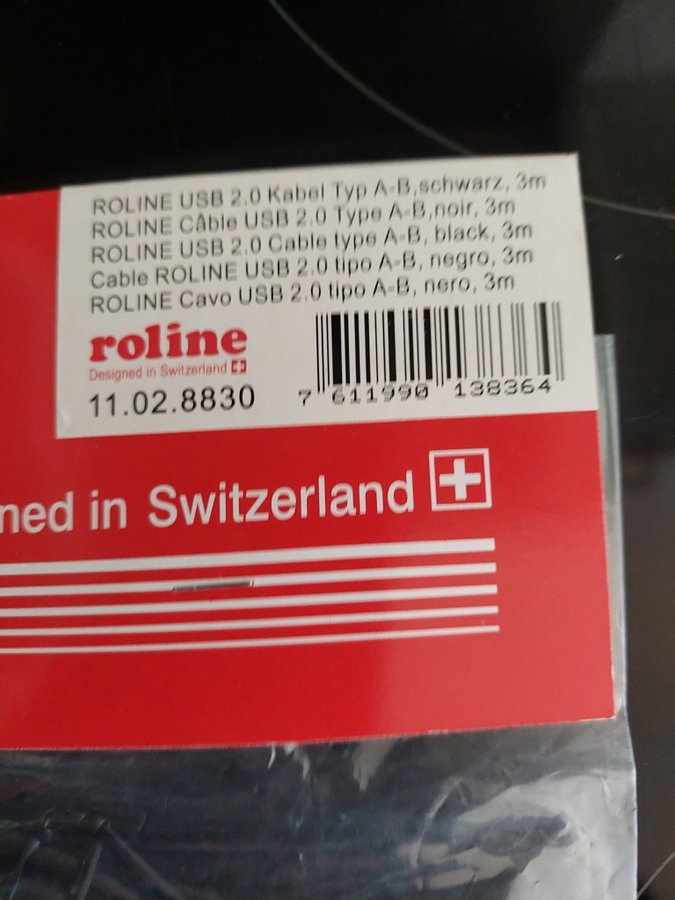 ROLINE USB 2.0 Kabel Typ A-B,schwarz, 3m
ROLINE Câble USB 2.0 Type A-B,noir, 3m
ROLINE USB 2.0 Cable type A-B, black, 3m
Cable ROLINE USB 2.0 tipo A-B, negro, 3m
ROLINE Cavo USB 2.0 tipo A-B, nero, 3m
roline
Designed in Switzerland
11.02.8830
7 611990 138364
ned in Switzerland